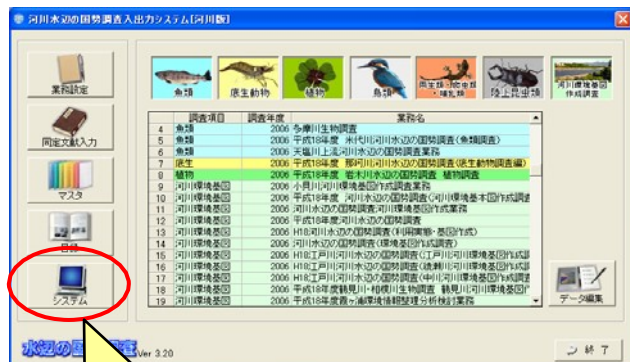 河川水辺の国勢調査入出力システム[河川版]
業務設定
同定文献入力
マスタ
目録
システム
魚類
底生動物
植物
鳥類
両生類・爬虫類・哺乳類
陸上昆虫類
河川環境基図作成調査
調査項目 調査年度 業務名
4 魚類 2006 多摩川生物調査
5 魚類 2006 平成18年度 米代川河川水辺の国勢調査(魚類調査)
6 魚類 2006 天塩川上流河川水辺の国勢調査業務
7 底生 2006 平成18年度 那珂川河川水辺の国勢調査(底生動物調査編)
8 植物 2006 平成18年度 岩木川水辺の国勢調査 植物調査
9 河川環境基図 2006 小貝川河川環境基図作成調査業務
10 河川環境基図 2006 平成18年度 河川水辺の国勢調査(河川環境基本図作成調査
11 河川環境基図 2006 河川水辺の国勢調査河川環境基図作成業務
12 河川環境基図 2006 平成18年度河川水辺の国勢調査
13 河川環境基図 2006 H18河川水辺の国勢調査(利用実態・基図作成)
14 河川環境基図 2006 河川水辺の国勢調査(環境基図作成調査)
15 河川環境基図 2006 H18江戸川河川水辺の国勢調査(江戸川河川環境基図作成調
16 河川環境基図 2006 H18江戸川河川水辺の国勢調査(綾瀬川河川環境基図作成調
17 河川環境基図 2006 H18江戸川河川水辺の国勢調査(中川河川環境基図作成調
18 河川環境基図 2006 平成18年度鶴見川・相模川生物調査 鶴見川河川環境基図作
19 河川環境基図 2006 平成18年度霞ヶ浦環境情報整理分析検討業務
データ編集
水辺の
査
Ver 3.20
終了